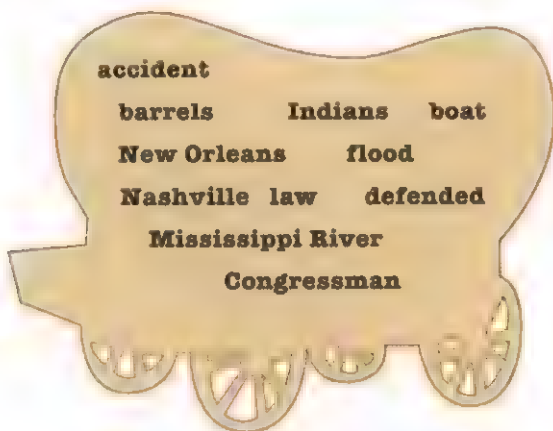 accident
barrels Indians boat
New Orleans flood
Nashville law defended
Mississippi River
Congressman